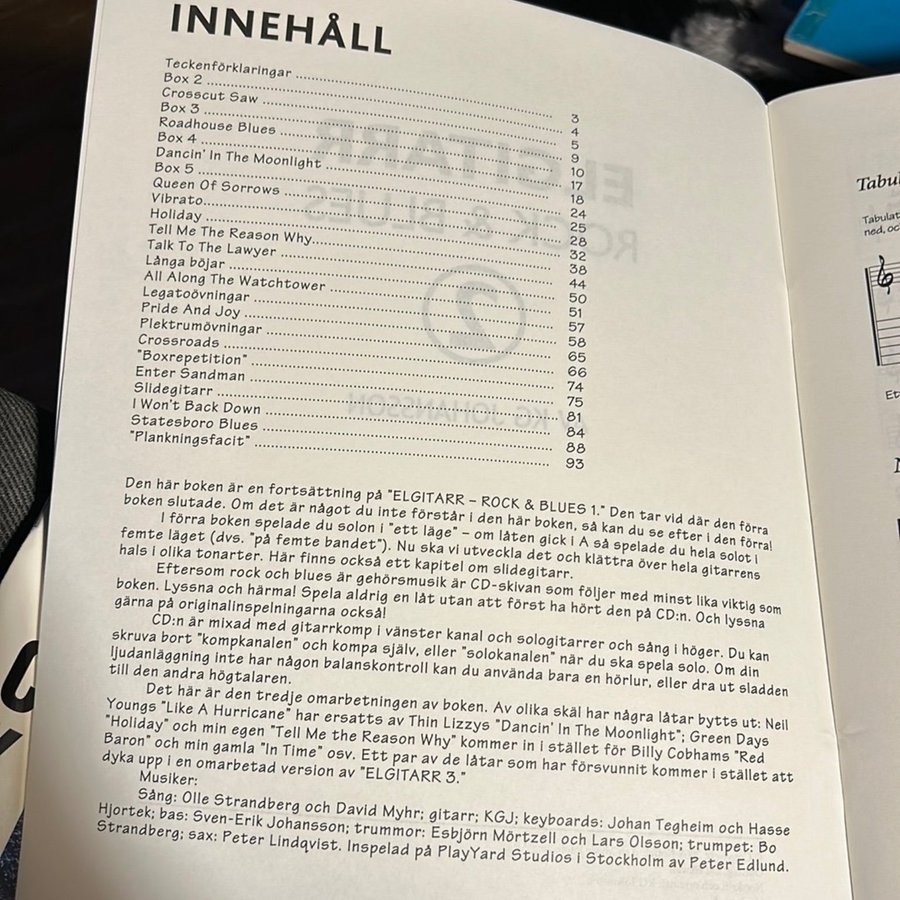 INNEHÅLL
Teckenförklaringar ........ 3
Box 2 ........ 4
Crosscut Saw ........ 5
Box 3 ........ 9
Roadhouse Blues ........ 10
Box 4 ........ 17
Dancin' In The Moonlight ........ 18
Box 5 ........ 24
Queen Of Sorrows ........ 25
Vibrato ........ 28
Holiday ........ 32
Tell Me The Reason Why ........ 38
Talk To The Lawyer ........ 44
Långa böjar ........ 50
All Along The Watchtower ........ 51
Legatoövningar ........ 57
Pride And Joy ........ 58
Plektrumövningar ........ 65
Crossroads ........ 66
"Boxrepetition" ........ 74
Enter Sandman ........ 75
Slidegitarr ........ 81
I Won't Back Down ........ 84
Statesboro Blues ........ 88
"Plankningsfacit" ........ 93
Den här boken är en fortsättning på "ELGITARR – ROCK & BLUES 1." Den tar vid där den förra
boken slutade. Om det är något du inte förstår i den här boken, så kan du se efter i den förra!
I förra boken spelade du solon i "ett läge" – om låten gick i A så spelade du hela solot i
femte läget (dvs. "på femte bandet"). Nu ska vi utveckla det och klättra över hela gitarrens
hals i olika tonarter. Här finns också ett kapitel om slidegitarr.
Eftersom rock och blues är gehörsmusik är CD-skivan som följer med minst lika viktig som
boken. Lyssna och härma! Spela aldrig en låt utan att först ha hört den på CD:n. Och lyssna
gärna på originalinspelningarna också!
CD:n är mixad med gitarrkomp i vänster kanal och sologitarrer och sång i höger. Du kan
skruva bort "kompkanalen" och kompa själv, eller "solokanalen" när du ska spela solo. Om din
ljudanläggning inte har någon balanskontroll kan du använda bara en hörlur, eller dra ut sladden
till den andra högtalaren.
Det här är den tredje omarbetningen av boken. Av olika skäl har några låtar bytts ut: Neil
Youngs "Like A Hurricane" har ersatts av Thin Lizzys "Dancin' In The Moonlight"; Green Days
"Holiday" och min egen "Tell Me the Reason Why" kommer in i stället för Billy Cobhams "Red
Baron" och min gamla "In Time" osv. Ett par av de låtar som har försvunnit kommer i stället att
dyka upp i en omarbetad version av "ELGITARR 3."
Musiker:
Sång: Olle Strandberg och David Myhr; gitarr; KGJ; keyboards: Johan Tegheim och Hasse
Hjortek; bas: Sven-Erik Johansson; trummor: Esbjörn Mörtzell och Lars Olsson; trumpet: Bo
Strandberg; sax: Peter Lindqvist. Inspelad på PlayYard Studios i Stockholm av Peter Edlund.
Tabu
Tabulat
ned, oc
Et